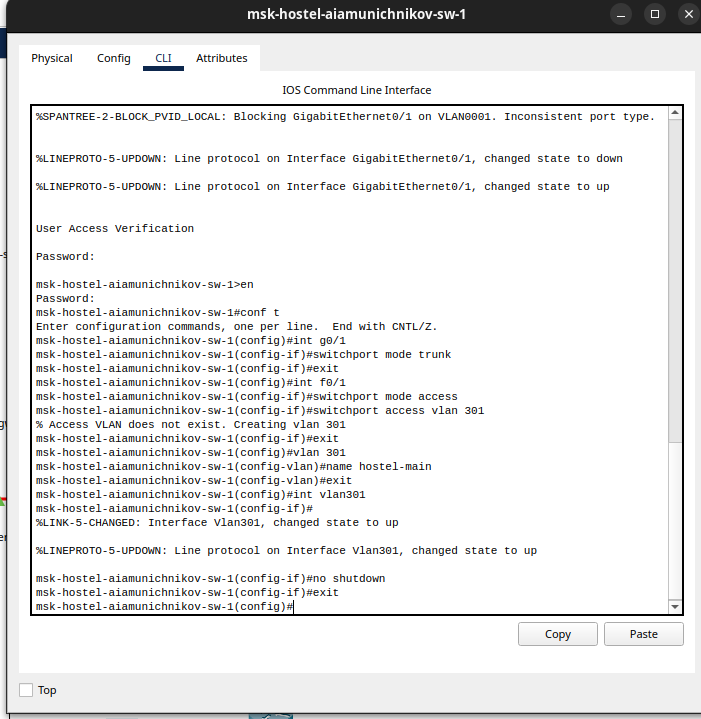 msk-hostel-aiamunichnikov-sw-1
Physical Config CLI Attributes
IOS Command Line Interface
%SPANTREE-2-BLOCK_PVID_LOCAL: Blocking GigabitEthernet0/1 on VLAN0001. Inconsistent port type.
%LINEPROTO-5-UPDOWN: Line protocol on Interface GigabitEthernet0/1, changed state to down
%LINEPROTO-5-UPDOWN: Line protocol on Interface GigabitEthernet0/1, changed state to up
User Access Verification
Password:
msk-hostel-aiamunichnikov-sw-1>en
Password:
msk-hostel-aiamunichnikov-sw-1#conf t
Enter configuration commands, one per line.  End with CNTL/Z.
msk-hostel-aiamunichnikov-sw-1(config)#int g0/1
msk-hostel-aiamunichnikov-sw-1(config-if)#switchport mode trunk
msk-hostel-aiamunichnikov-sw-1(config-if)#exit
msk-hostel-aiamunichnikov-sw-1(config)#int f0/1
msk-hostel-aiamunichnikov-sw-1(config-if)#switchport mode access
msk-hostel-aiamunichnikov-sw-1(config-if)#switchport access vlan 301
% Access VLAN does not exist. Creating vlan 301
msk-hostel-aiamunichnikov-sw-1(config-if)#exit
msk-hostel-aiamunichnikov-sw-1(config)#vlan 301
msk-hostel-aiamunichnikov-sw-1(config-vlan)#name hostel-main
msk-hostel-aiamunichnikov-sw-1(config-vlan)#exit
msk-hostel-aiamunichnikov-sw-1(config)#int vlan301
msk-hostel-aiamunichnikov-sw-1(config-if)#
%LINK-5-CHANGED: Interface Vlan301, changed state to up
%LINEPROTO-5-UPDOWN: Line protocol on Interface Vlan301, changed state to up
msk-hostel-aiamunichnikov-sw-1(config-if)#no shutdown
msk-hostel-aiamunichnikov-sw-1(config-if)#exit
msk-hostel-aiamunichnikov-sw-1(config)#
Copy Paste
Top